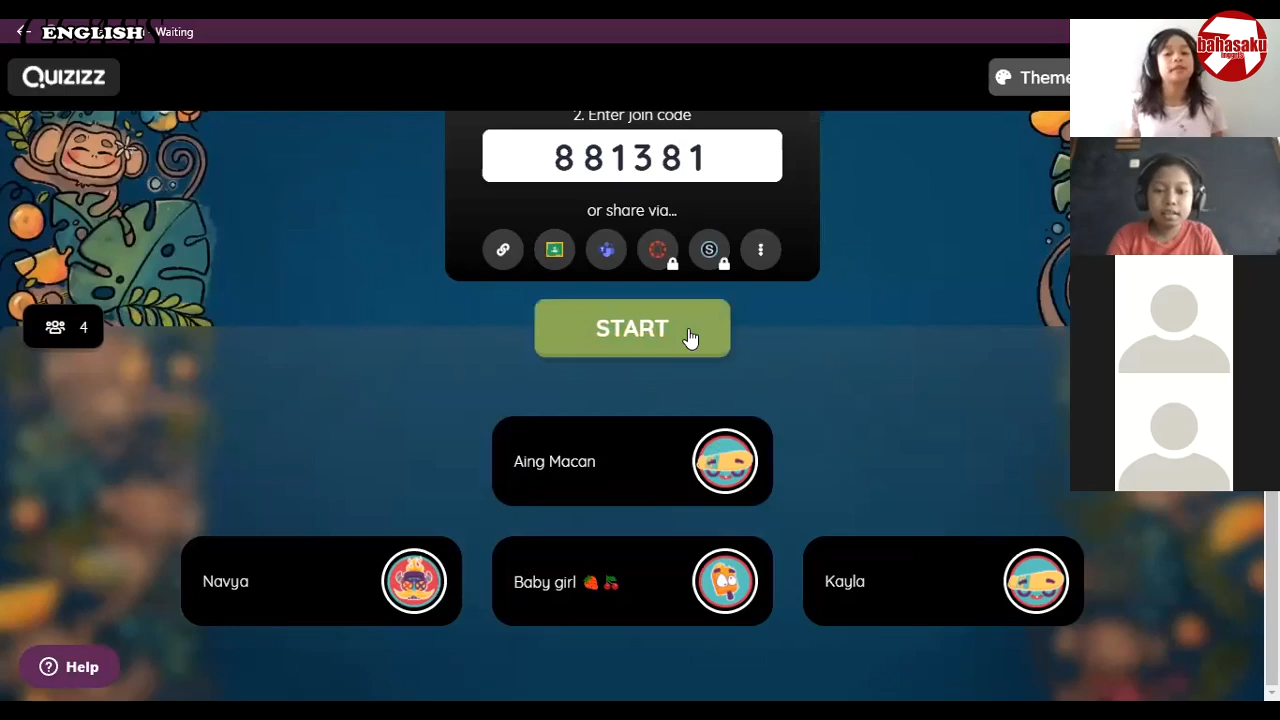 ENGLISH
Waiting
bahasaku
QUIZIZZ
Theme
2. Enter join code
881381
or share via...
S
4
START
Aing Macan
Navya
Baby girl 🍓🍒
Kayla
Help